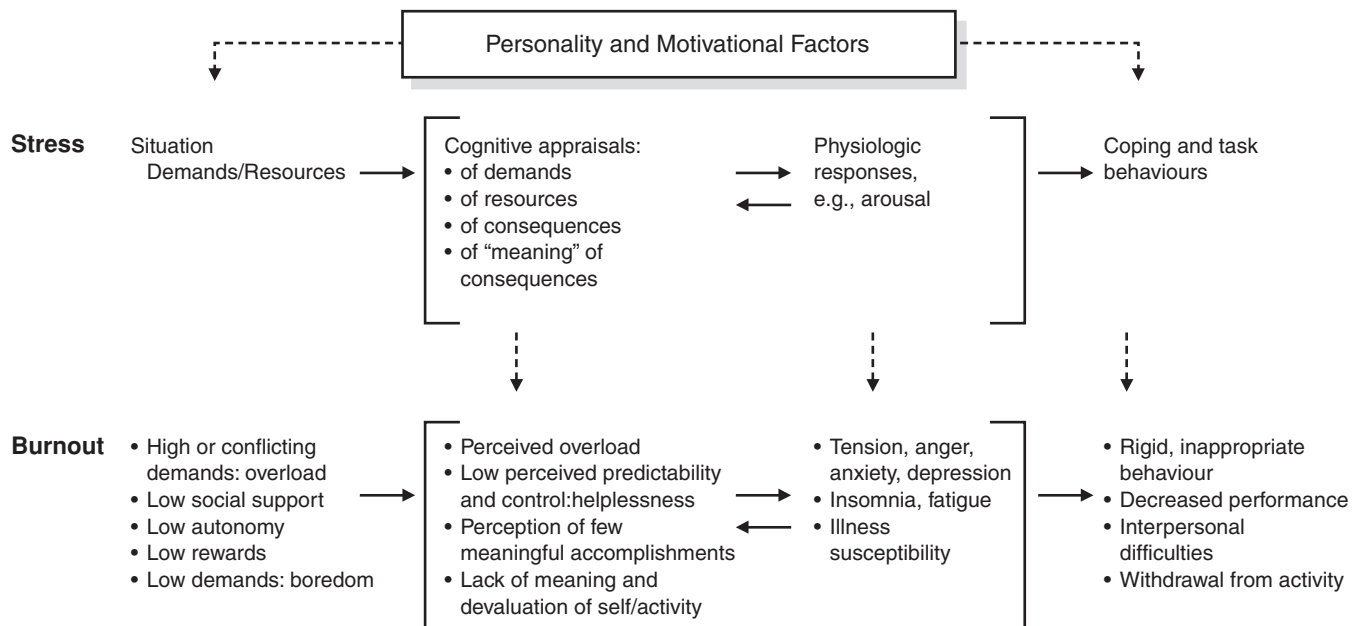 Personality and Motivational Factors
Stress
Situation
Demands/Resources
Cognitive appraisals:
• of demands
• of resources
• of consequences
• of “meaning” of
consequences
Physiologic
responses,
e.g., arousal
Coping and task
behaviours
Burnout
• High or conflicting
demands: overload
• Low social support
• Low autonomy
• Low rewards
• Low demands: boredom
• Perceived overload
• Low perceived predictability
and control:helplessness
• Perception of few
meaningful accomplishments
• Lack of meaning and
devaluation of self/activity
• Tension, anger,
anxiety, depression
• Insomnia, fatigue
• Illness
susceptibility
• Rigid, inappropriate
behaviour
• Decreased performance
• Interpersonal
difficulties
• Withdrawal from activity